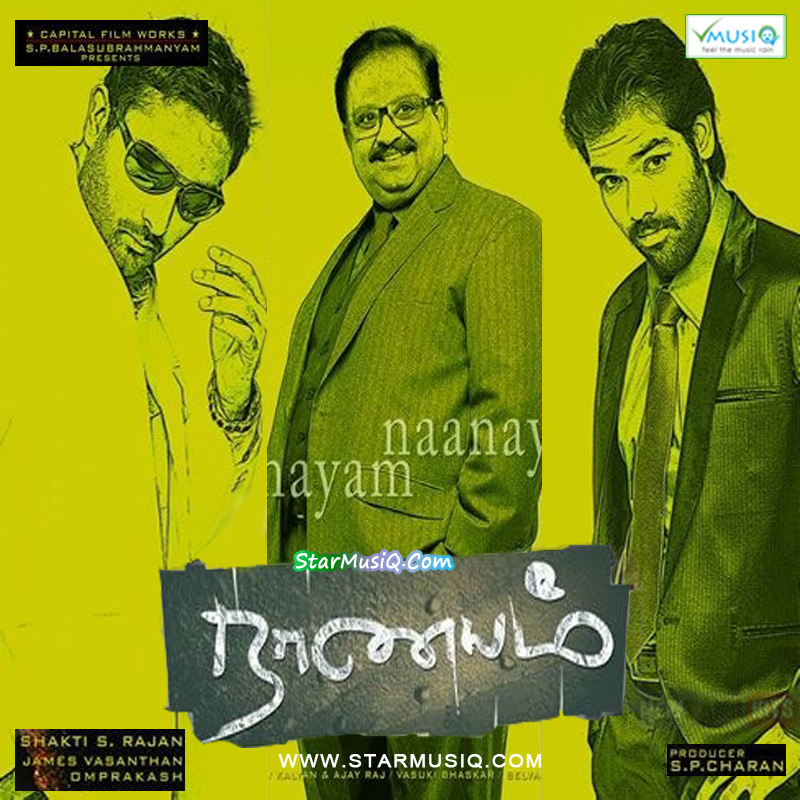 ★ CAPITAL FILM WORKS ★
S.P.BALASUBRAHMANYAM
PRESENTS
VMUSIQ
feel the music rain
naanay
nayam
StarMusiQ.Com
நாணயம்
SHAKTI S. RAJAN
JAMES VASANTHAN
OMPRAKASH
WWW.STARMUSIQ.COM
/ KALYAN & AJAY RAJ / VASUKI BHASKAR / SELVA
PRODUCER
S.P.CHARAN